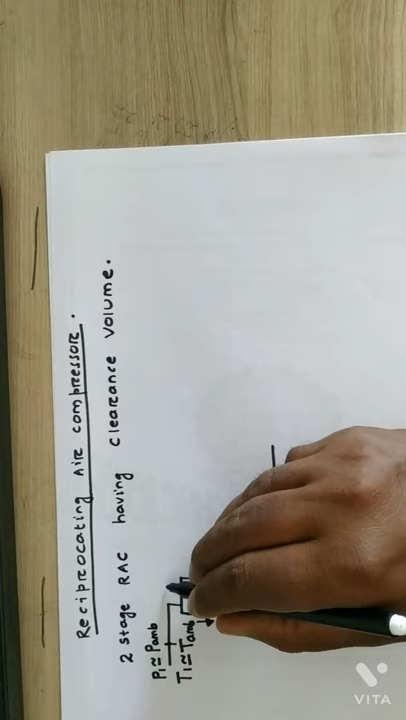 Reciprocating Air compressor.
2 stage RAC having clearance volume.
P1≃Pamb
T1≃Tamb
VITA